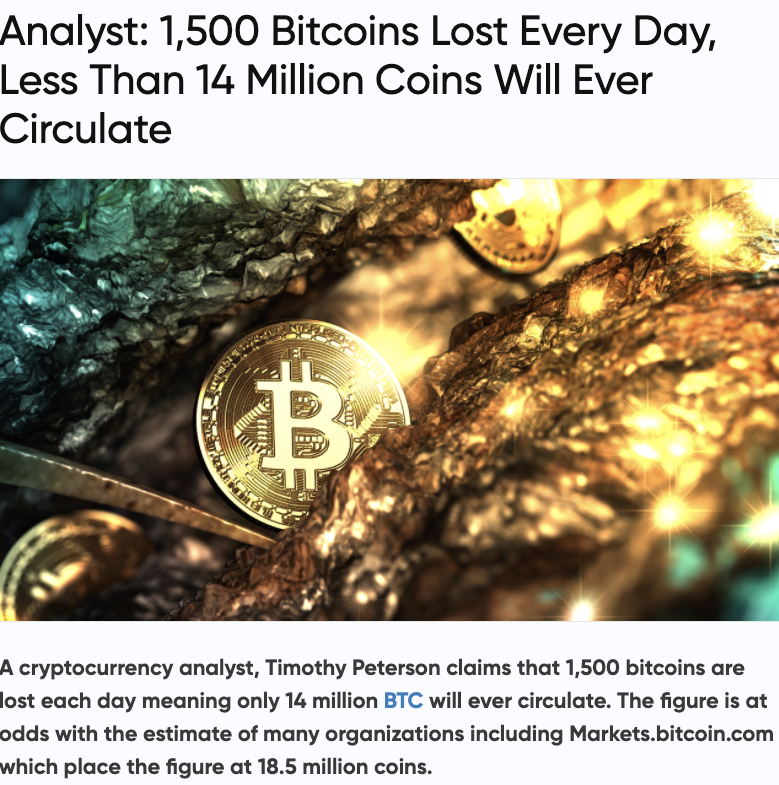 Analyst: 1,500 Bitcoins Lost Every Day,
Less Than 14 Million Coins Will Ever
Circulate
A cryptocurrency analyst, Timothy Peterson claims that 1,500 bitcoins are
lost each day meaning only 14 million BTC will ever circulate. The figure is at
odds with the estimate of many organizations including Markets.bitcoin.com
which place the figure at 18.5 million coins.